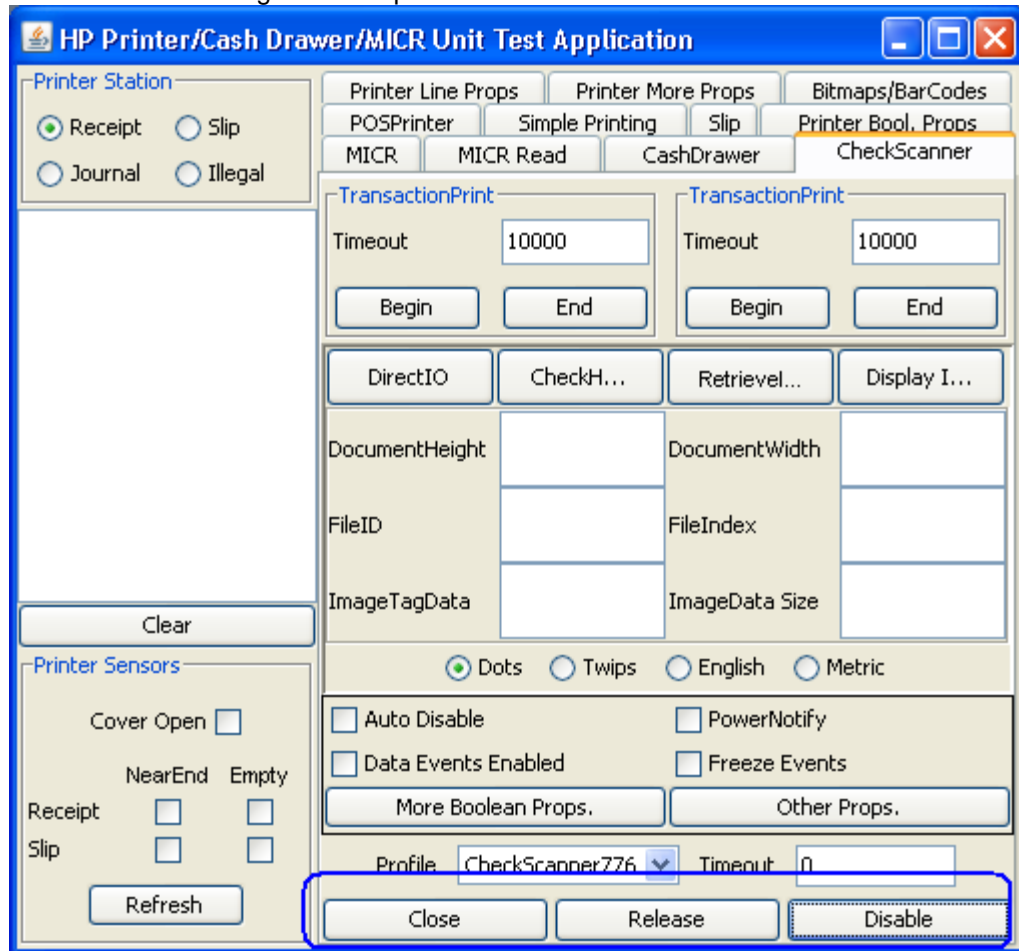 HP Printer/Cash Drawer/MICR Unit Test Application
Printer Station
Receipt Slip
Journal Illegal
Clear
Printer Sensors
Cover Open
NearEnd Empty
Receipt
Slip
Refresh
Printer Line Props Printer More Props Bitmaps/BarCodes
POSPrinter Simple Printing Slip Printer Bool. Props
MICR MICR Read CashDrawer CheckScanner
TransactionPrint TransactionPrint
Timeout 10000 Timeout 10000
Begin End Begin End
DirectIO CheckH... RetrieveI... Display I...
DocumentHeight DocumentWidth
FileID FileIndex
ImageTagData ImageData Size
Dots Twips English Metric
Auto Disable PowerNotify
Data Events Enabled Freeze Events
More Boolean Props. Other Props.
Profile CheckScanner776 Timeout 0
Close Release Disable